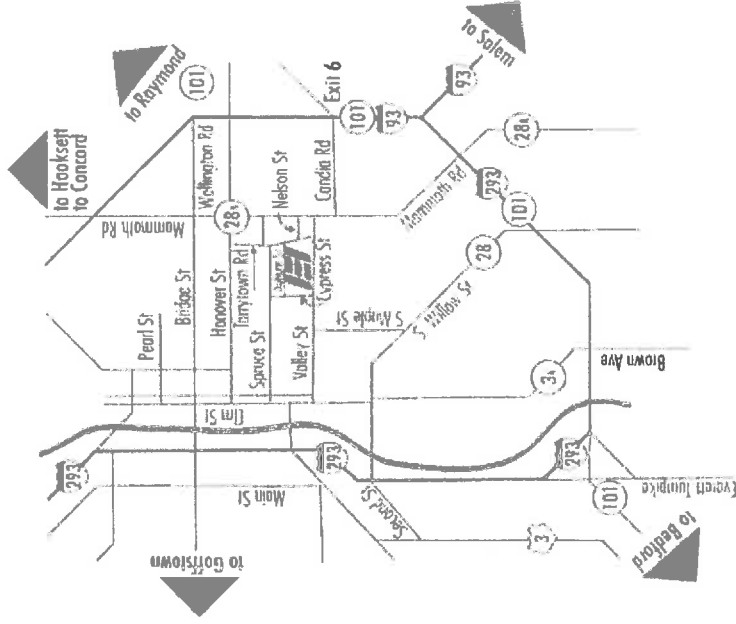 to Hooksett
to Concord
to Raymond
101
to Salem
Exit 6
101
93
93
Wellington Rd
Mammoth Rd
28A
Nelson St
Candia Rd
Bridge St
Hanover St
Tarrytown Rd
Cypress St
Pearl St
Spruce St
Valley St
S Maple St
S. Willow St
28
Mammoth Rd
28A
293
101
Elm St
3A
Brown Ave
293
Main St
293
Second St
293
101
Everett Turnpike
3
to Goffstown
to Bedford